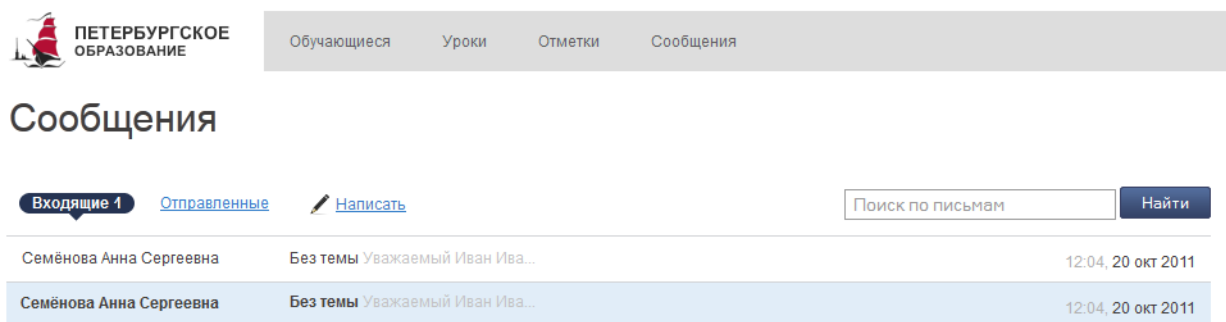 ПЕТЕРБУРГСКОЕ
ОБРАЗОВАНИЕ
Обучающиеся Уроки Отметки Сообщения
Сообщения
Входящие 1 Отправленные Написать Поиск по письмам Найти
Семёнова Анна Сергеевна Без темы Уважаемый Иван Ива... 12:04, 20 окт 2011
Семёнова Анна Сергеевна Без темы Уважаемый Иван Ива... 12:04, 20 окт 2011